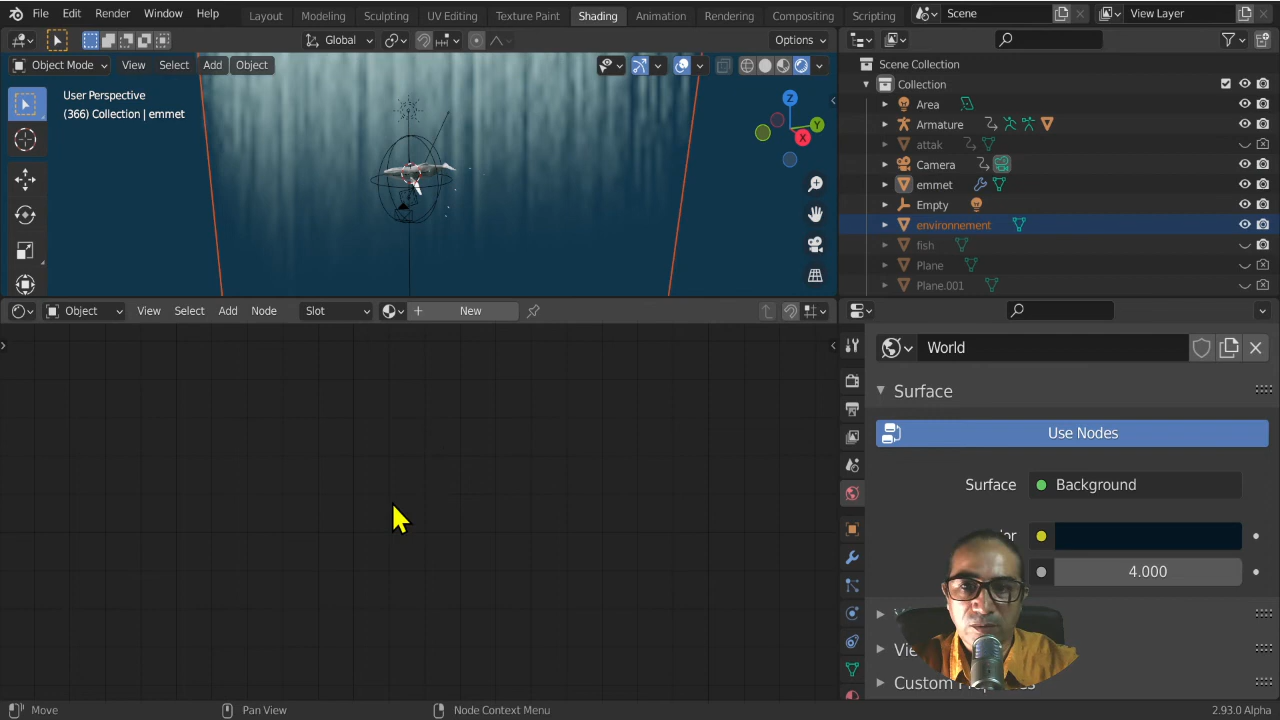 File Edit Render Window Help Layout Modeling Sculpting UV Editing Texture Paint Shading Animation Rendering Compositing Scripting Scene View Layer
Global Options
Object Mode View Select Add Object
User Perspective
(366) Collection | emmet
Z
Y
X
Scene Collection
Collection
Area
Armature
attak
Camera
emmet
Empty
environnement
fish
Plane
Plane.001
Object View Select Add Node Slot New
World
Surface
Use Nodes
Surface Background
4.000
Move Pan View Node Context Menu 2.93.0 Alpha